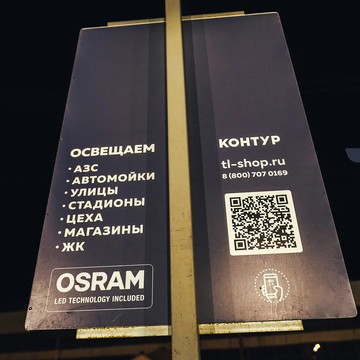 ОСВЕЩАЕМ
· АЗС
· АВТОМОЙКИ
· УЛИЦЫ
· СТАДИОНЫ
· ЦЕХА
· МАГАЗИНЫ
· ЖК
OSRAM
LED TECHNOLOGY INCLUDED
КОНТУР
tl-shop.ru
8 (800) 707 0169